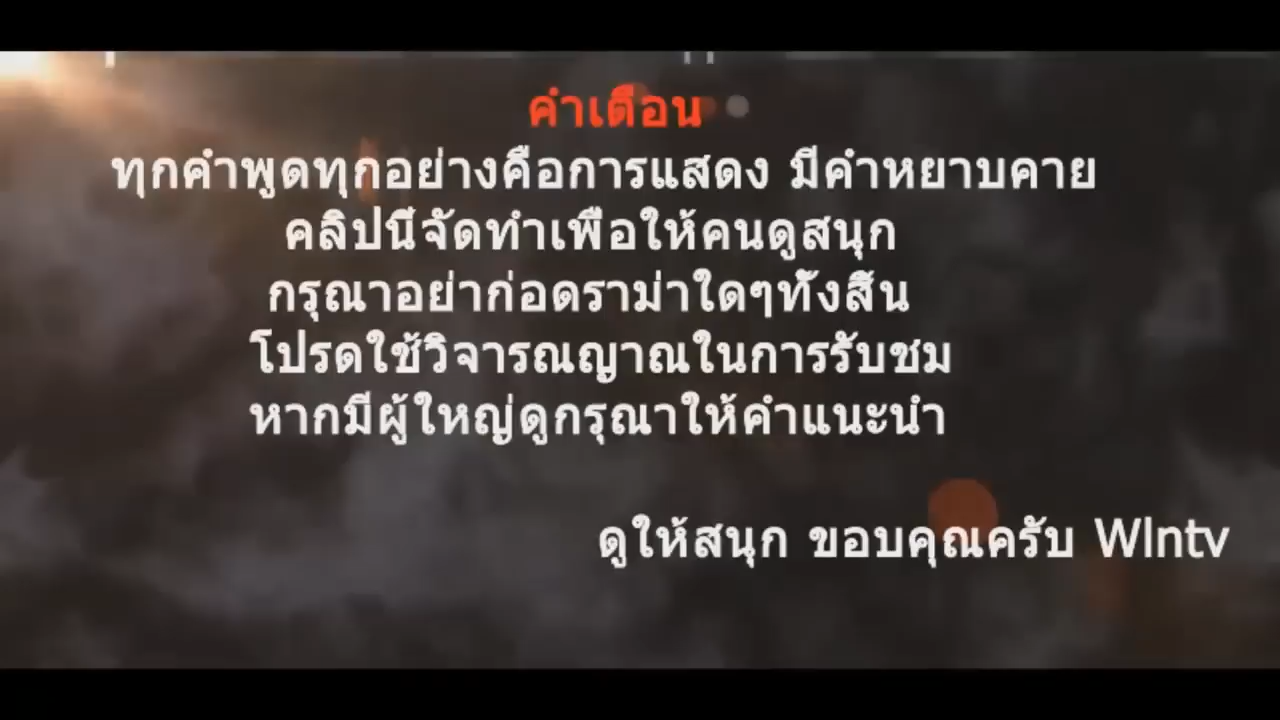 คำเตือน
ทุกคำพูดทุกอย่างคือการแสดง มีคำหยาบคาย
คลิปนี้จัดทำเพื่อให้คนดูสนุก
กรุณาอย่าก่อดราม่าใดๆทั้งสิ้น
โปรดใช้วิจารณญาณในการรับชม
หากมีผู้ใหญ่ดูกรุณาให้คำแนะนำ
ดูให้สนุก ขอบคุณครับ Wlntv